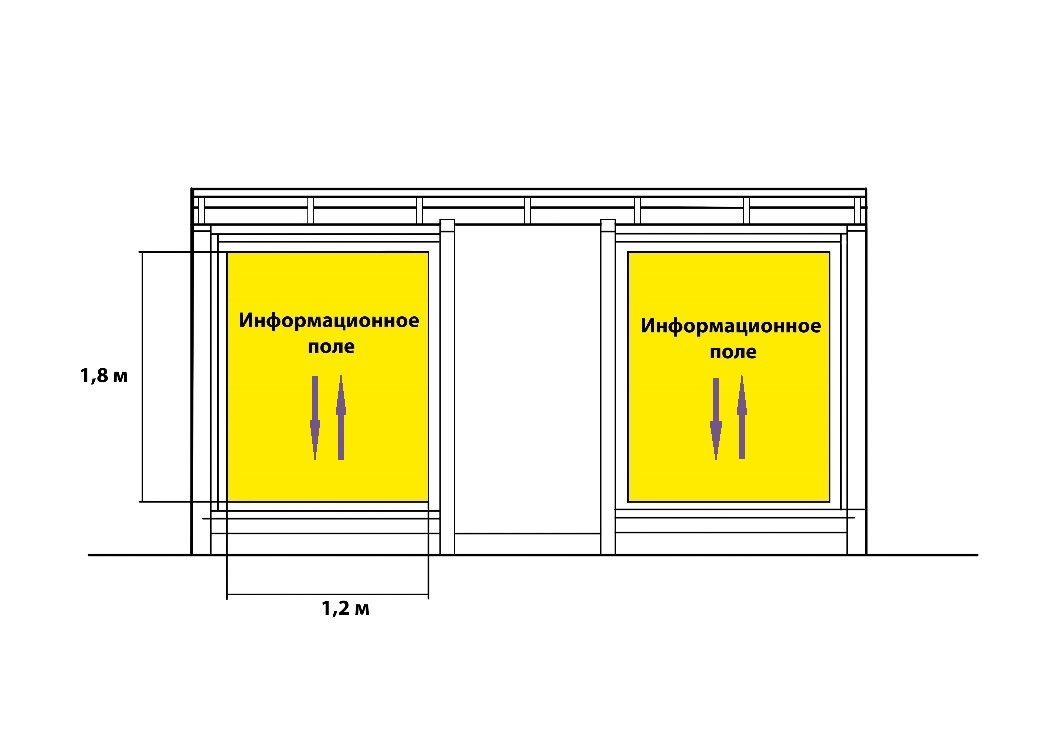 Информационное
поле
Информационное
поле
1,8 м
1,2 м